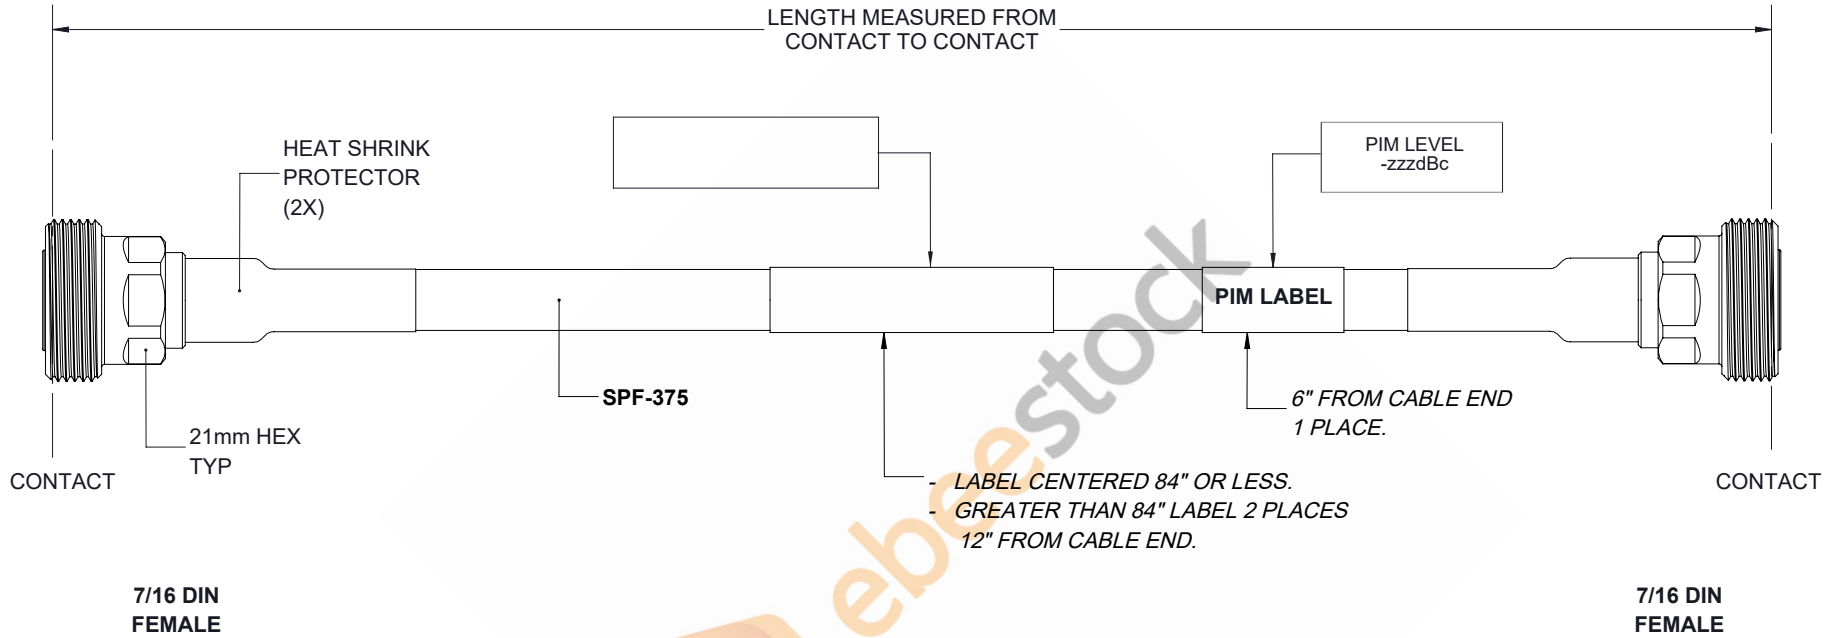 LENGTH MEASURED FROM
CONTACT TO CONTACT
HEAT SHRINK
PROTECTOR
(2X)
PIM LEVEL
-zzzdBc
PIM LABEL
SPF-375
6" FROM CABLE END
1 PLACE.
21mm HEX
TYP
CONTACT
CONTACT
- LABEL CENTERED 84" OR LESS.
- GREATER THAN 84" LABEL 2 PLACES
12" FROM CABLE END.
7/16 DIN
FEMALE
7/16 DIN
FEMALE
ebeestock